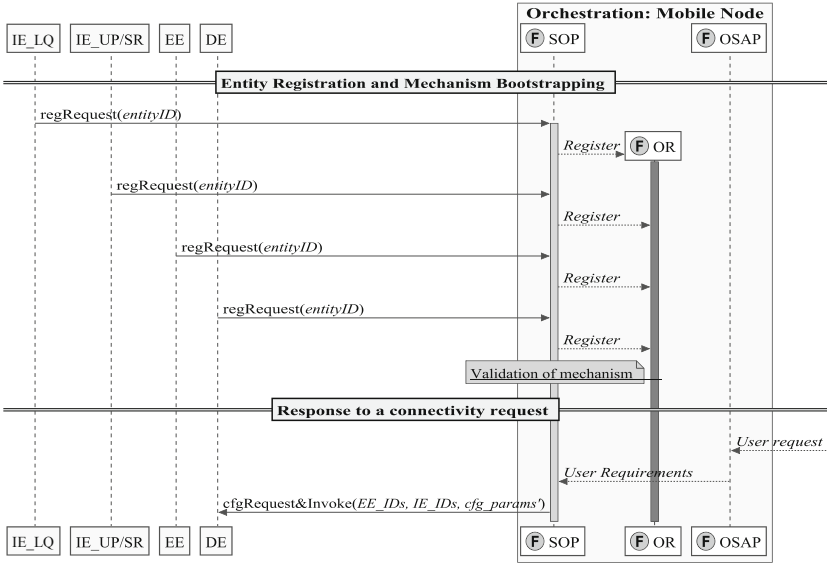 Orchestration: Mobile Node
IE_LQ IE_UP/SR EE DE F SOP F OSAP
Entity Registration and Mechanism Bootstrapping
regRequest(entityID)
Register F OR
regRequest(entityID)
Register
regRequest(entityID)
Register
regRequest(entityID)
Register
Validation of mechanism
Response to a connectivity request
User request
User Requirements
cfgRequest&Invoke(EE_IDs, IE_IDs, cfg_params')
IE_LQ IE_UP/SR EE DE F SOP F OR F OSAP